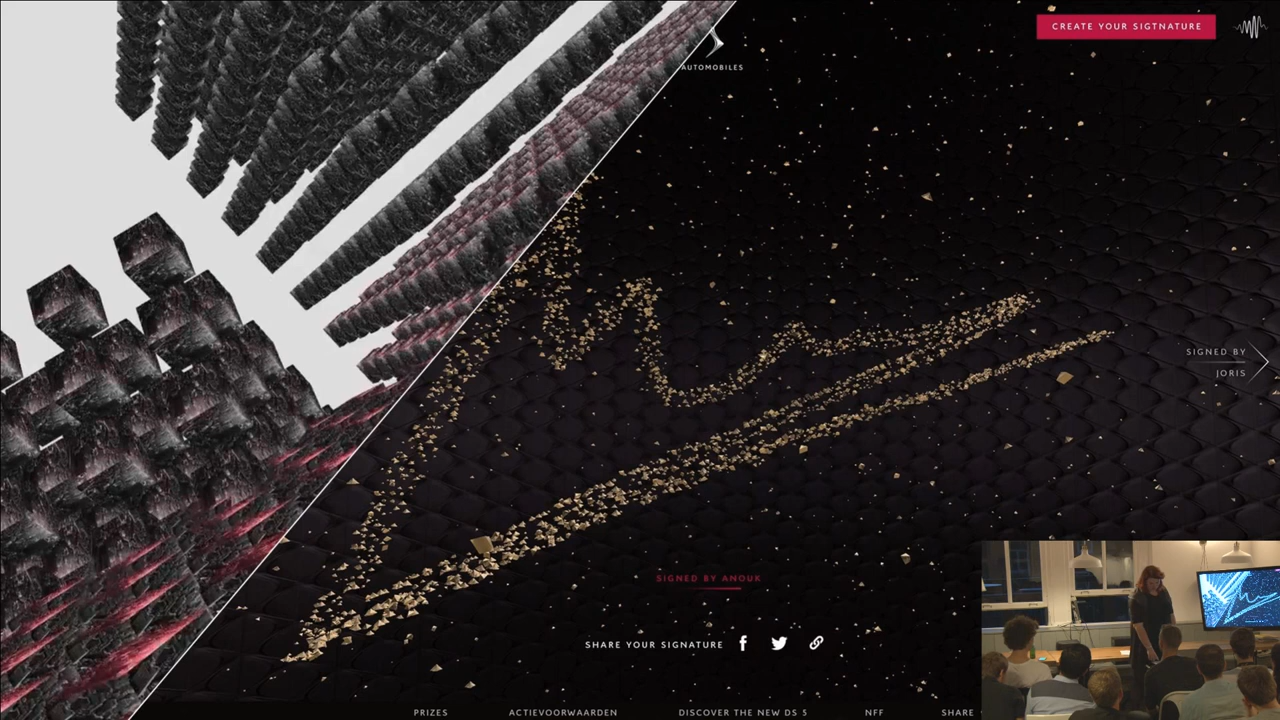 CREATE YOUR SIGTNATURE
AUTOMOBILES
SIGNED BY
JORIS
SIGNED BY ANOUK
SHARE YOUR SIGNATURE
PRIZES
ACTIEVOORWAARDEN
DISCOVER THE NEW DS 5
NFF
SHARE